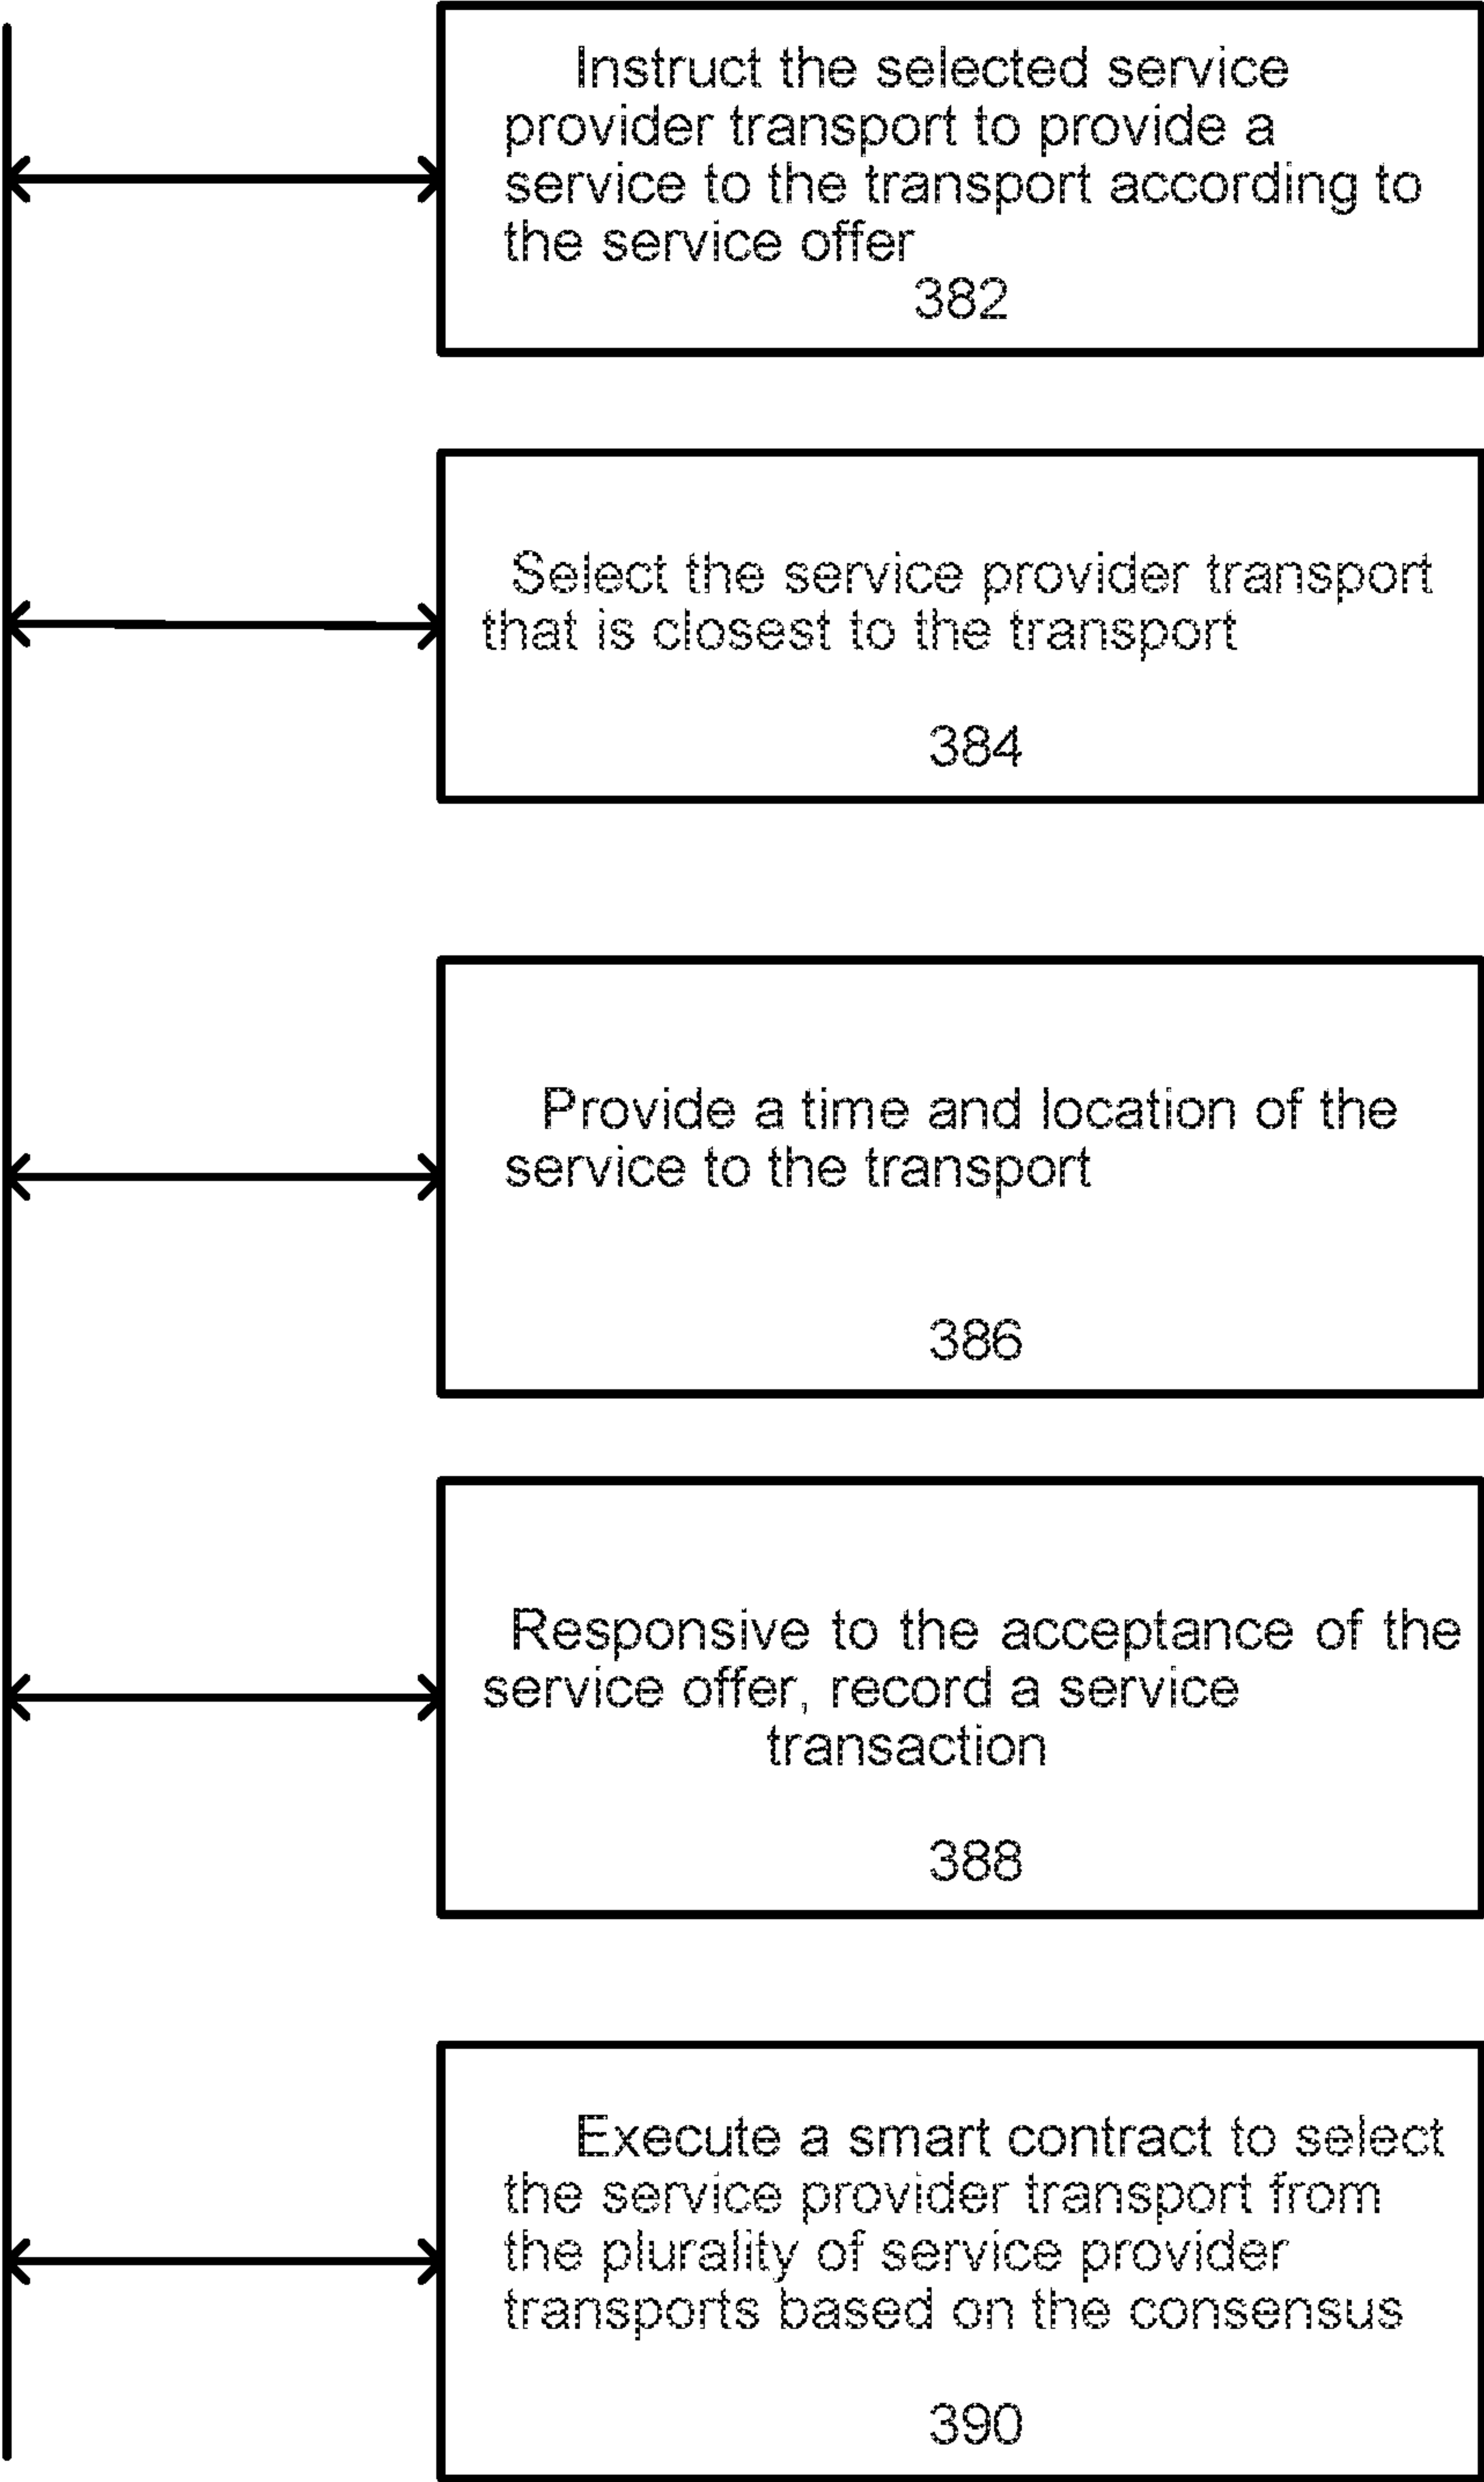 Instruct the selected service
provider transport to provide a
service to the transport according to
the service offer
382
Select the service provider transport
that is closest to the transport
384
Provide a time and location of the
service to the transport
386
Responsive to the acceptance of the
service offer, record a service
transaction
388
Execute a smart contract to select
the service provider transport from
the plurality of service provider
transports based on the consensus
390